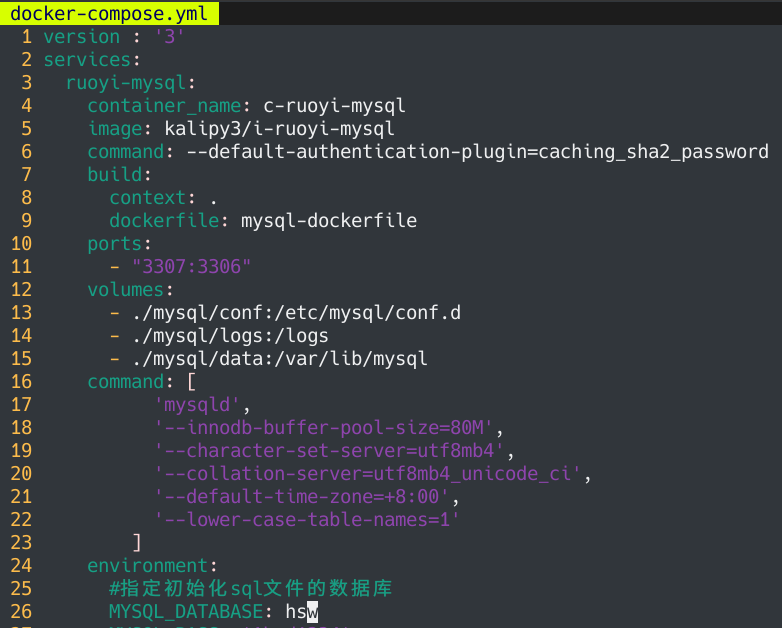 docker-compose.yml
1 version : '3'
2 services:
3   ruoyi-mysql:
4     container_name: c-ruoyi-mysql
5     image: kalipy3/i-ruoyi-mysql
6     command: --default-authentication-plugin=caching_sha2_password
7     build:
8       context: .
9       dockerfile: mysql-dockerfile
10     ports:
11       - "3307:3306"
12     volumes:
13       - ./mysql/conf:/etc/mysql/conf.d
14       - ./mysql/logs:/logs
15       - ./mysql/data:/var/lib/mysql
16     command: [
17           'mysqld',
18           '--innodb-buffer-pool-size=80M',
19           '--character-set-server=utf8mb4',
20           '--collation-server=utf8mb4_unicode_ci',
21           '--default-time-zone=+8:00',
22           '--lower-case-table-names=1'
23         ]
24     environment:
25       #指定初始化sql文件的数据库
26       MYSQL_DATABASE: hsw